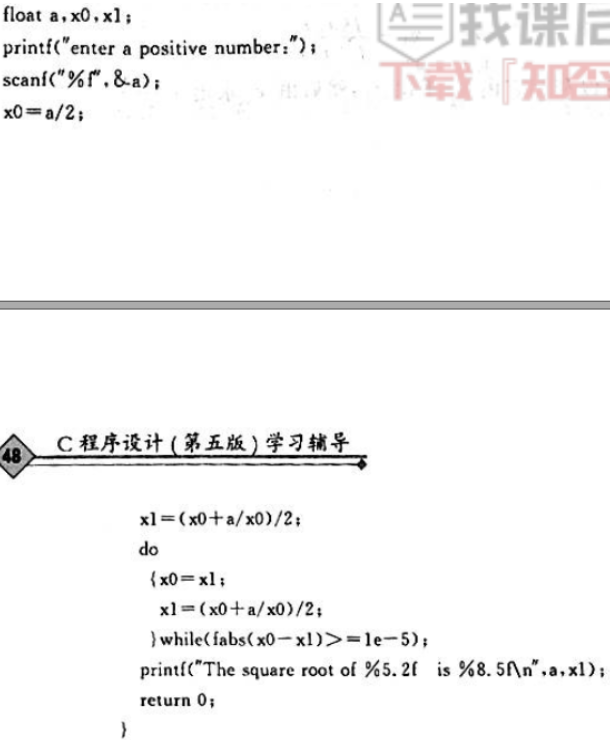 float a,x0,x1;
找课后
printf("enter a positive number:");
scanf("%f",&a);
下载『知
x0=a/2;
48
C 程序设计(第五版)学习辅导
x1=(x0+a/x0)/2;
do
{x0=x1;
x1=(x0+a/x0)/2;
}while(fabs(x0-x1)>=1e-5);
printf("The square root of %5.2f is %8.5f\n",a,x1);
return 0;
}